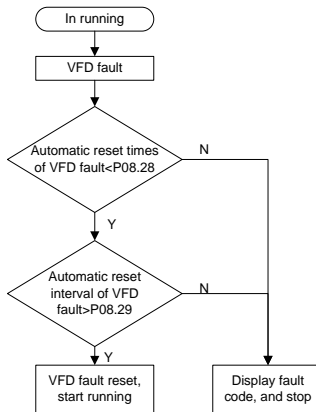 In running
VFD fault
Automatic reset times
of VFD fault<P08.28
N
Y
Automatic reset
interval of VFD
fault>P08.29
N
Y
VFD fault reset,
start running
Display fault
code, and stop